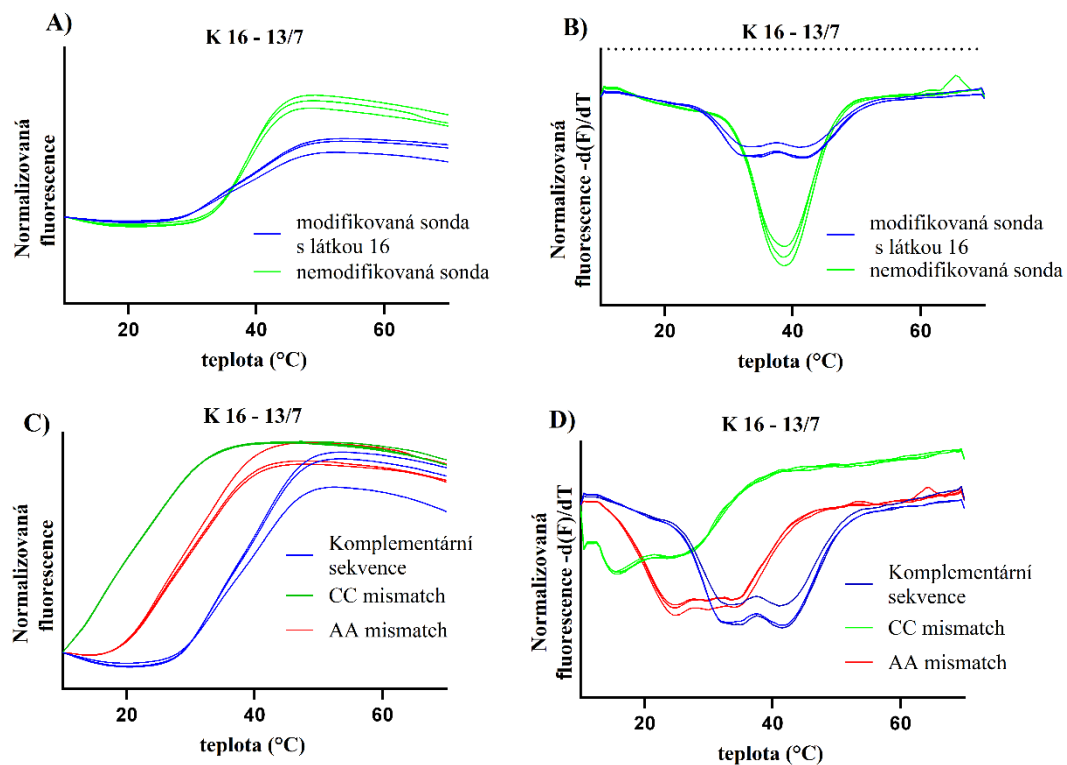 A)
K 16 - 13/7
Normalizovaná
fluorescence
modifikovaná sonda
s látkou 16
nemodifikovaná sonda
20
40
60
teplota (°C)
B)
K 16 - 13/7
Normalizovaná
fluorescence -d(F)/dT
modifikovaná sonda
s látkou 16
nemodifikovaná sonda
20
40
60
teplota (°C)
C)
K 16 - 13/7
Normalizovaná
fluorescence
Komplementární
sekvence
CC mismatch
AA mismatch
20
40
60
teplota (°C)
D)
K 16 - 13/7
Normalizovaná
fluorescence -d(F)/dT
Komplementární
sekvence
CC mismatch
AA mismatch
20
40
60
teplota (°C)